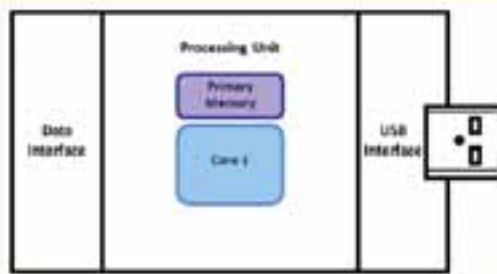 Processing Unit
Primary
Memory
Data
Interface
Core 1
USB
Interface